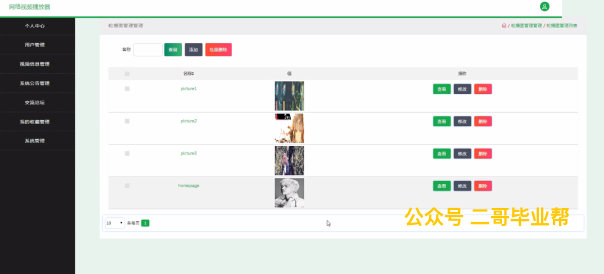 网络视频播放器
个人中心
轮播图管理管理
/ 轮播图管理管理 / 轮播图管理列表
用户管理
名称
查询
添加
批量删除
视频信息管理
系统公告管理
名称
值
操作
picture1
查看
修改
删除
交流论坛
picture2
查看
修改
删除
我的收藏管理
系统管理
picture3
查看
修改
删除
homepage
查看
修改
删除
公众号 二哥毕业帮
10
条每页
1